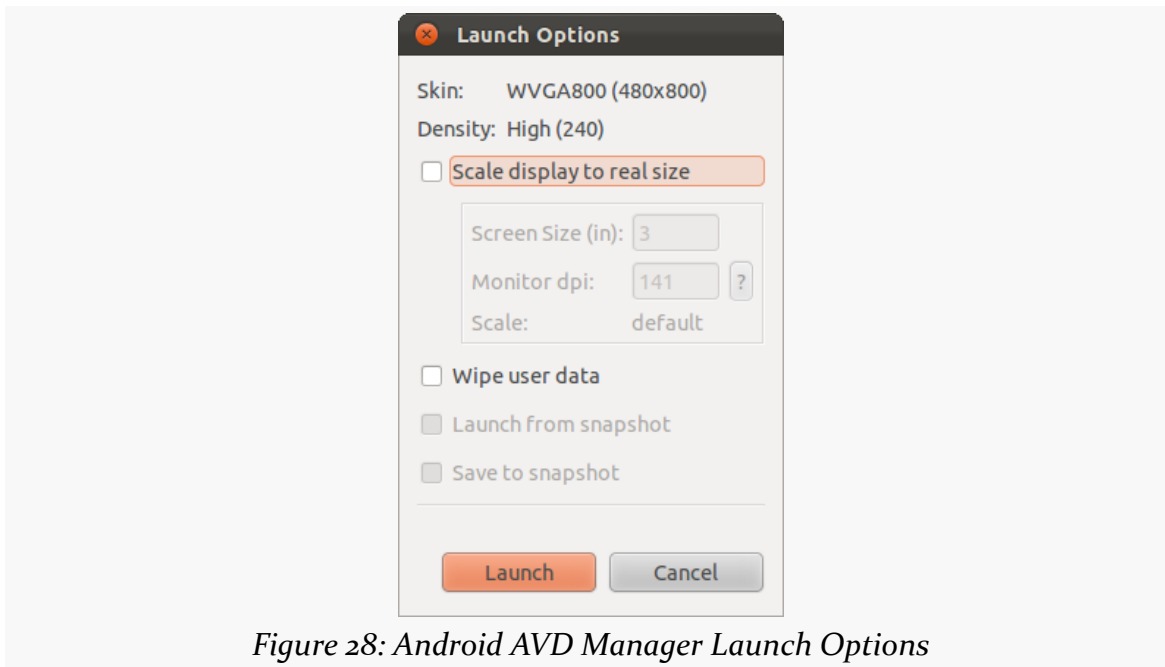 Launch Options
Skin: WVGA800 (480x800)
Density: High (240)
Scale display to real size
Screen Size (in): 3
Monitor dpi: 141 ?
Scale: default
Wipe user data
Launch from snapshot
Save to snapshot
Launch Cancel
Figure 28: Android AVD Manager Launch Options